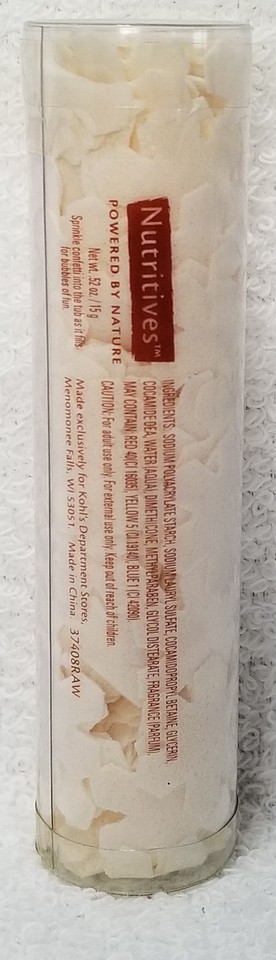 Nutritives™
POWERED BY NATURE
Net wt. .52 oz. / 15 g
Sprinkle confetti into the tub as it fills
for bubbles of fun.
INGREDIENTS: SODIUM POLYACRYLATE STARCH, SODIUM LAURYL SULFATE, COCAMIDOPROPYL BETAINE, GLYCERIN,
COCAMIDE DEA, WATER (AQUA), DIMETHICONE, METHYLPARABEN, GLYCOL DISTEARATE, FRAGRANCE (PARFUM),
MAY CONTAIN: RED 40 (CI 16035), YELLOW 5 (CI 19140), BLUE 1 (CI 42090).
CAUTION: For adult use only. For external use only. Keep out of reach of children.
Made exclusively for Kohl's Department Stores,
Menomonee Falls, WI 53051. Made in China. 37408RAW